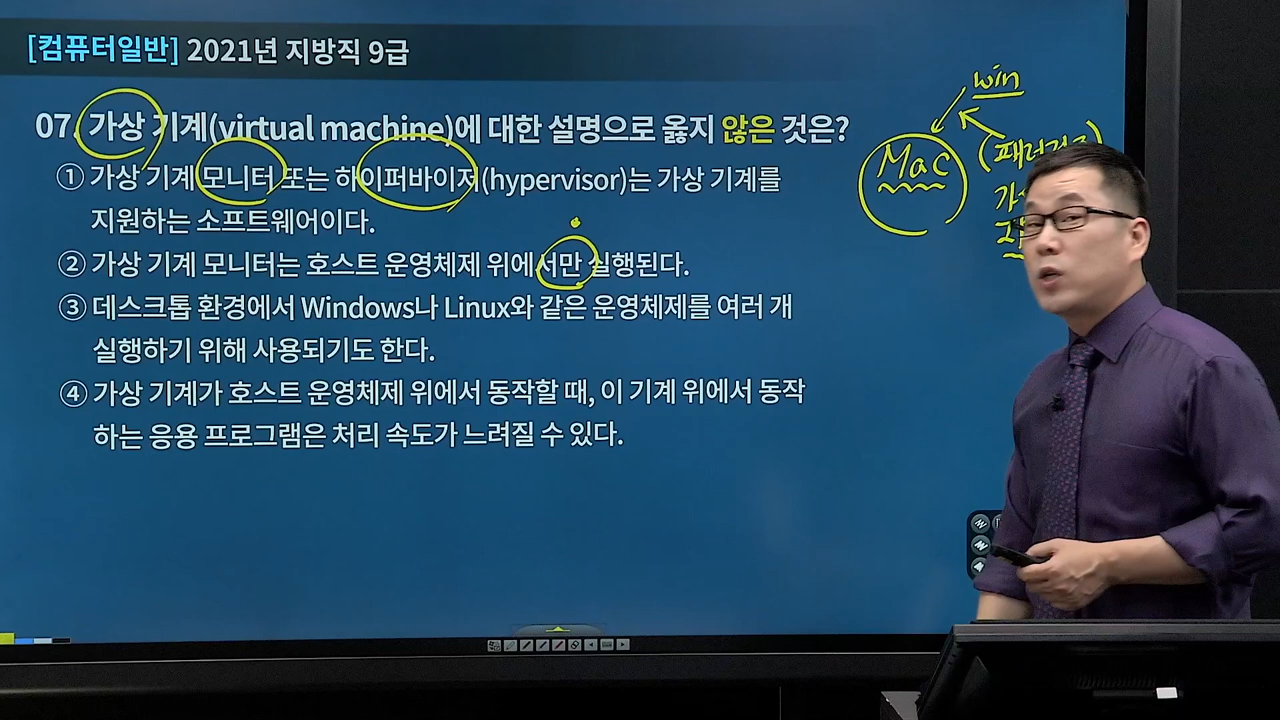 [컴퓨터일반] 2021년 지방직 9급
07. 가상 기계(virtual machine)에 대한 설명으로 옳지 않은 것은?
① 가상 기계 모니터 또는 하이퍼바이저(hypervisor)는 가상 기계를
지원하는 소프트웨어이다.
② 가상 기계 모니터는 호스트 운영체제 위에서만 실행된다.
③ 데스크톱 환경에서 Windows나 Linux와 같은 운영체제를 여러 개
실행하기 위해 사용되기도 한다.
④ 가상 기계가 호스트 운영체제 위에서 동작할 때, 이 기계 위에서 동작
하는 응용 프로그램은 처리 속도가 느려질 수 있다.
win
Mac